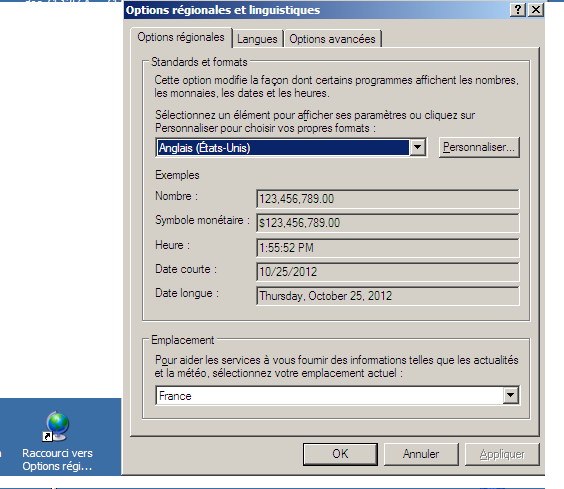 Options régionales et linguistiques
Options régionales
Langues
Options avancées
Standards et formats
Cette option modifie la façon dont certains programmes affichent les nombres,
les monnaies, les dates et les heures.
Sélectionnez un élément pour afficher ses paramètres ou cliquez sur
Personnaliser pour choisir vos propres formats :
Anglais (États-Unis)
Personnaliser...
Exemples
Nombre :
123,456,789.00
Symbole monétaire :
$123,456,789.00
Heure :
1:55:52 PM
Date courte :
10/25/2012
Date longue :
Thursday, October 25, 2012
Emplacement
Pour aider les services à vous fournir des informations telles que les actualités
et la météo, sélectionnez votre emplacement actuel :
France
OK
Annuler
Appliquer
Raccourci vers
Options régi...